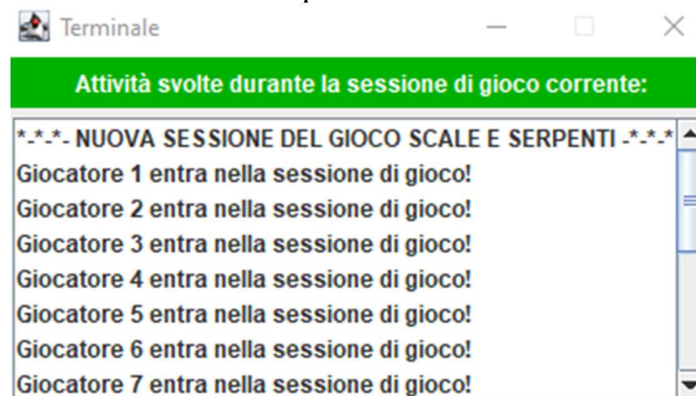 Terminale
Attività svolte durante la sessione di gioco corrente:
*-*-*- NUOVA SESSIONE DEL GIOCO SCALE E SERPENTI -*-*-*
Giocatore 1 entra nella sessione di gioco!
Giocatore 2 entra nella sessione di gioco!
Giocatore 3 entra nella sessione di gioco!
Giocatore 4 entra nella sessione di gioco!
Giocatore 5 entra nella sessione di gioco!
Giocatore 6 entra nella sessione di gioco!
Giocatore 7 entra nella sessione di gioco!